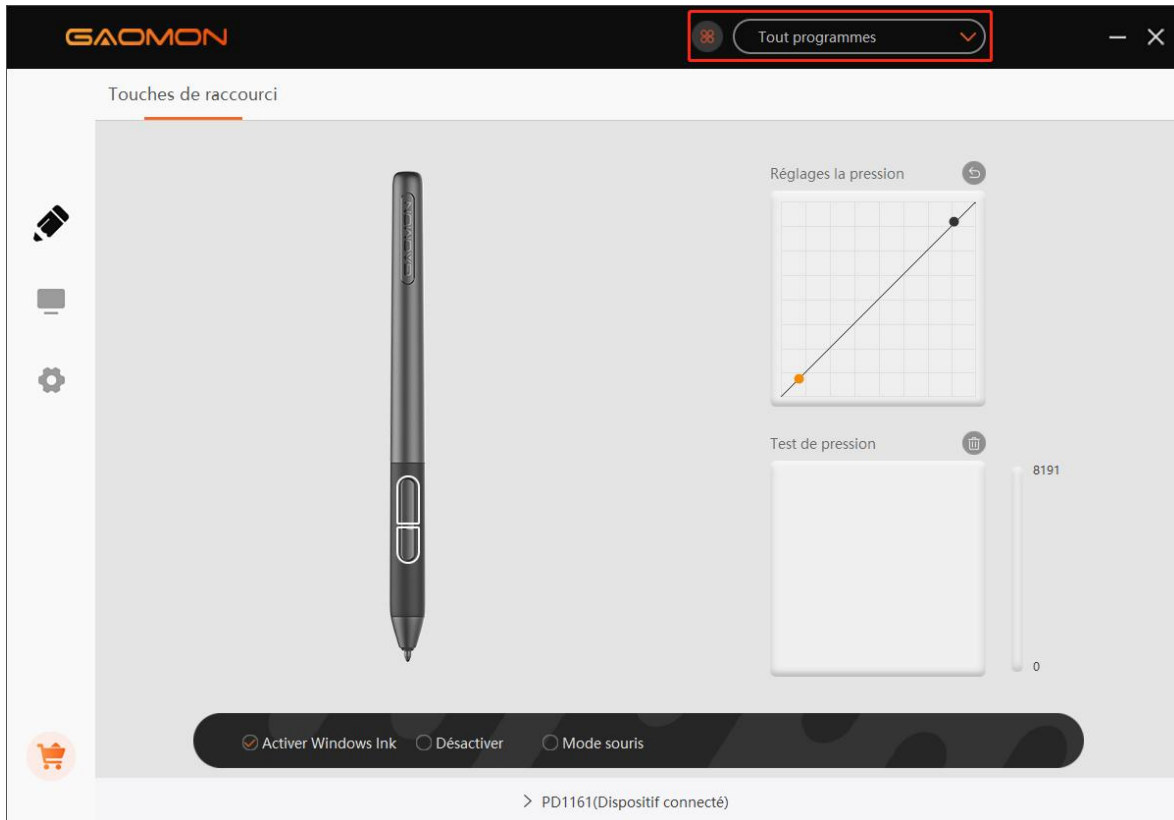 GAOMON
Tout programmes
Touches de raccourci
Réglages la pression
GAOMON
Test de pression
8191
0
Activer Windows Ink
Désactiver
Mode souris
PD1161(Dispositif connecté)